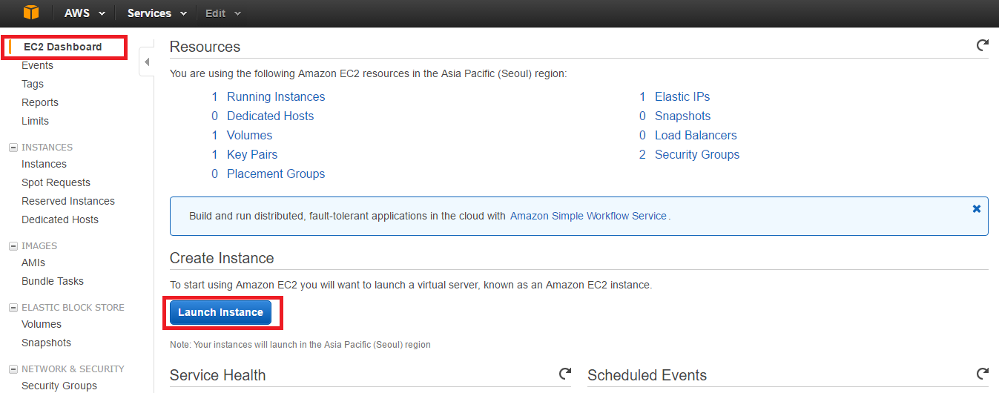 AWS Services Edit
EC2 Dashboard
Events
Tags
Reports
Limits
INSTANCES
Instances
Spot Requests
Reserved Instances
Dedicated Hosts
IMAGES
AMIs
Bundle Tasks
ELASTIC BLOCK STORE
Volumes
Snapshots
NETWORK & SECURITY
Security Groups
Resources
You are using the following Amazon EC2 resources in the Asia Pacific (Seoul) region:
1 Running Instances
0 Dedicated Hosts
1 Volumes
1 Key Pairs
0 Placement Groups
1 Elastic IPs
0 Snapshots
0 Load Balancers
2 Security Groups
Build and run distributed, fault-tolerant applications in the cloud with Amazon Simple Workflow Service.
Create Instance
To start using Amazon EC2 you will want to launch a virtual server, known as an Amazon EC2 instance.
Launch Instance
Note: Your instances will launch in the Asia Pacific (Seoul) region
Service Health
Scheduled Events